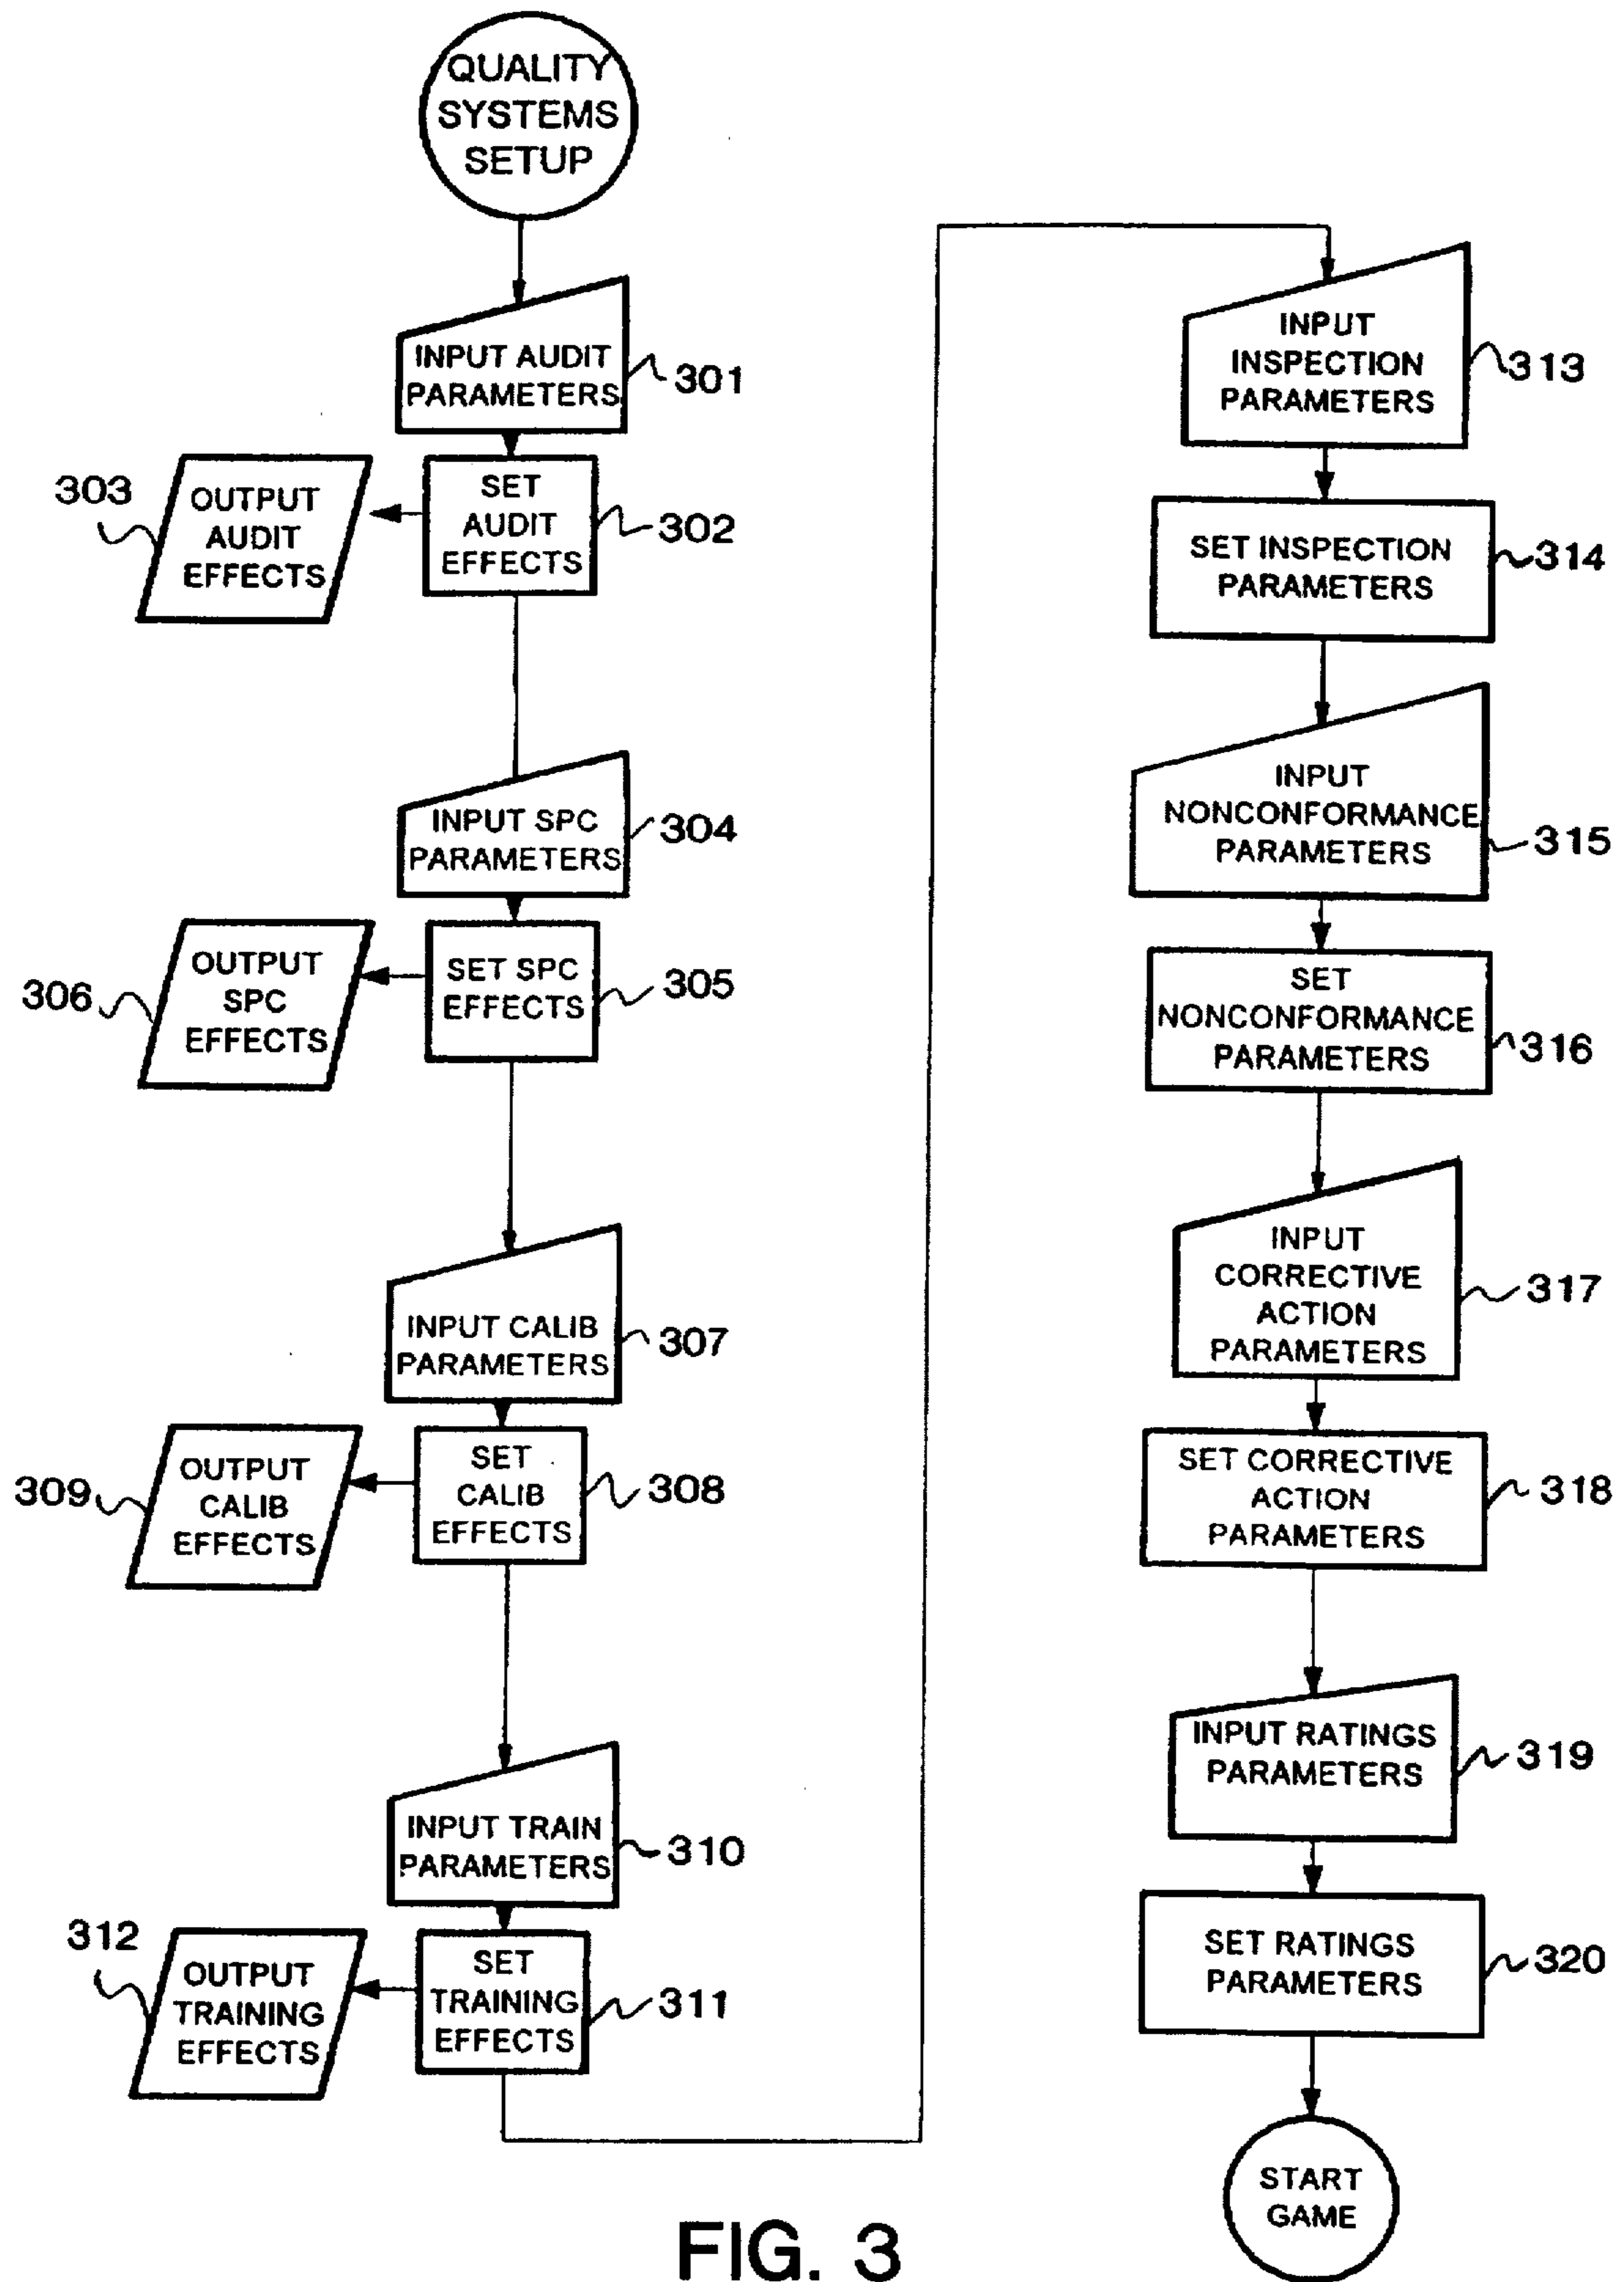 QUALITY
SYSTEMS
SETUP
INPUT AUDIT
PARAMETERS
301
SET
AUDIT
EFFECTS
302
303
OUTPUT
AUDIT
EFFECTS
INPUT SPC
PARAMETERS
304
SET SPC
EFFECTS
305
306
OUTPUT
SPC
EFFECTS
INPUT CALIB
PARAMETERS
307
SET
CALIB
EFFECTS
308
309
OUTPUT
CALIB
EFFECTS
INPUT TRAIN
PARAMETERS
310
SET
TRAINING
EFFECTS
311
312
OUTPUT
TRAINING
EFFECTS
INPUT
INSPECTION
PARAMETERS
313
SET INSPECTION
PARAMETERS
314
INPUT
NONCONFORMANCE
PARAMETERS
315
SET
NONCONFORMANCE
PARAMETERS
316
INPUT
CORRECTIVE
ACTION
PARAMETERS
317
SET CORRECTIVE
ACTION
PARAMETERS
318
INPUT RATINGS
PARAMETERS
319
SET RATINGS
PARAMETERS
320
START
GAME
FIG. 3